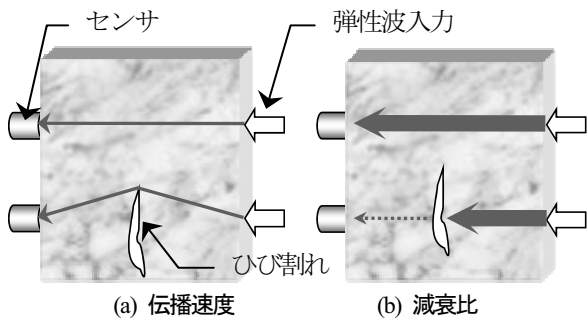 センサ
弾性波入力
ひび割れ
(a) 伝播速度
(b) 減衰比